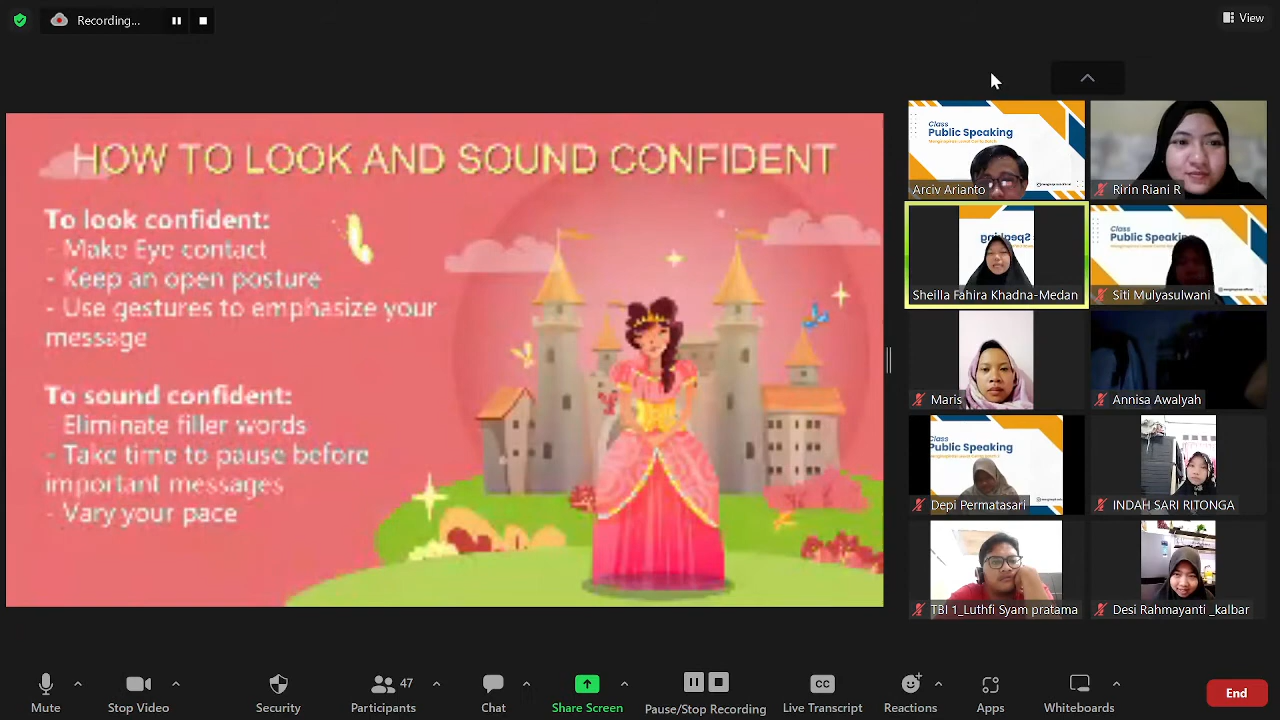 Recording...
View
HOW TO LOOK AND SOUND CONFIDENT
To look confident:
- Make Eye contact
- Keep an open posture
- Use gestures to emphasize your
message
To sound confident:
- Eliminate filler words
- Take time to pause before
important messages
- Vary your pace
Class
Public Speaking
Arciv Arianto
Ririn Riani R
Speaking
Sheilla Fahira Khadna-Medan
Class
Public Speaking
Siti Mulyasulwani
Maris
Annisa Awalyah
Class
Public Speaking
Depi Permatasari
INDAH SARI RITONGA
TBI 1_Luthfi Syam pratama
Desi Rahmayanti _kalbar
Mute
Stop Video
Security
47
Participants
Chat
Share Screen
Pause/Stop Recording
CC
Live Transcript
Reactions
Apps
Whiteboards
End